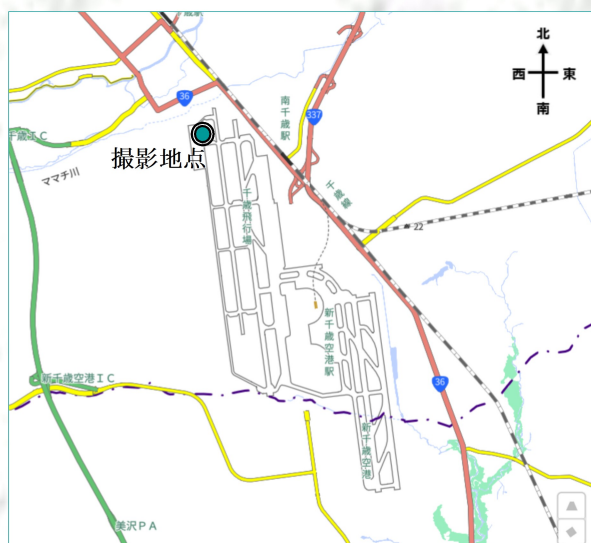 歳駅
北
西
東
南
36
南千歳駅
337
千歳IC
撮影地点
ママチ川
千歳飛行場
千歳線
22
新千歳空港駅
新千歳空港IC
36
新千歳空港
美沢PA